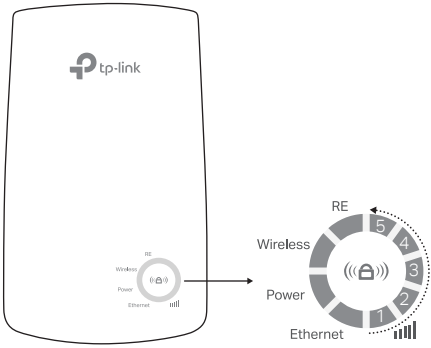 tp-link
RE
Wireless
Power
Ethernet
RE
Wireless
Power
Ethernet
5
4
3
2
1